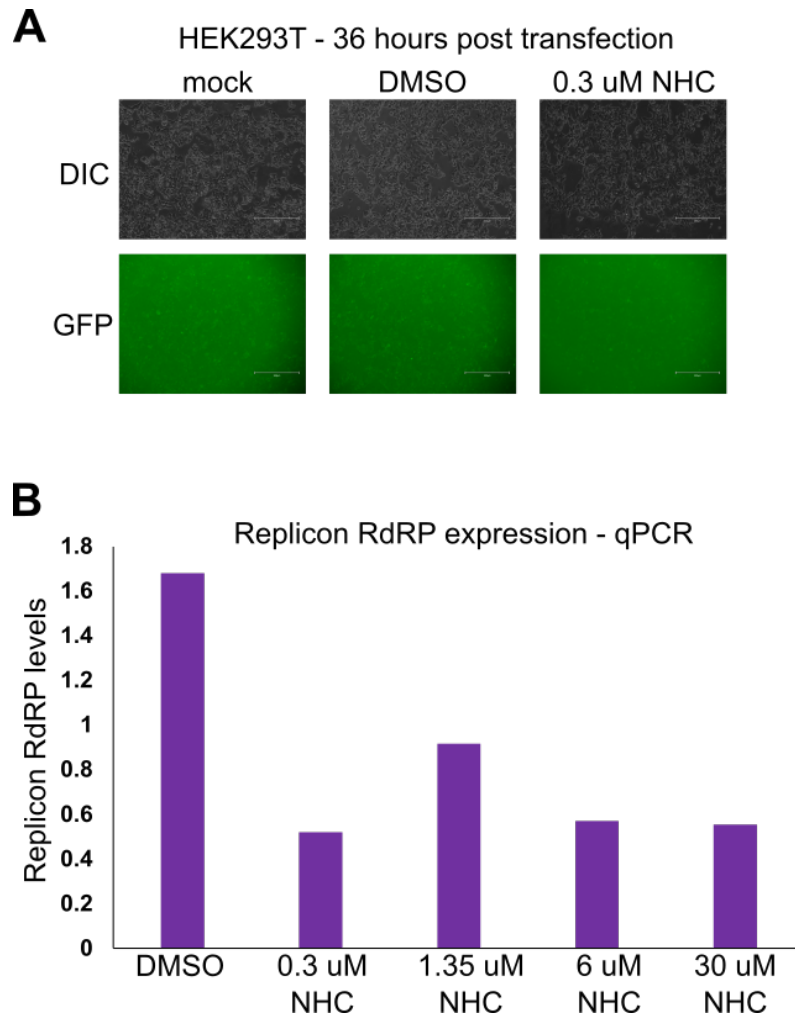 A
HEK293T - 36 hours post transfection
mock DMSO 0.3 uM NHC
DIC
GFP
B
Replicon RdRP expression - qPCR
Replicon RdRP levels
1.8
1.6
1.4
1.2
1
0.8
0.6
0.4
0.2
0
DMSO 0.3 uM 1.35 uM 6 uM 30 uM
NHC NHC NHC NHC